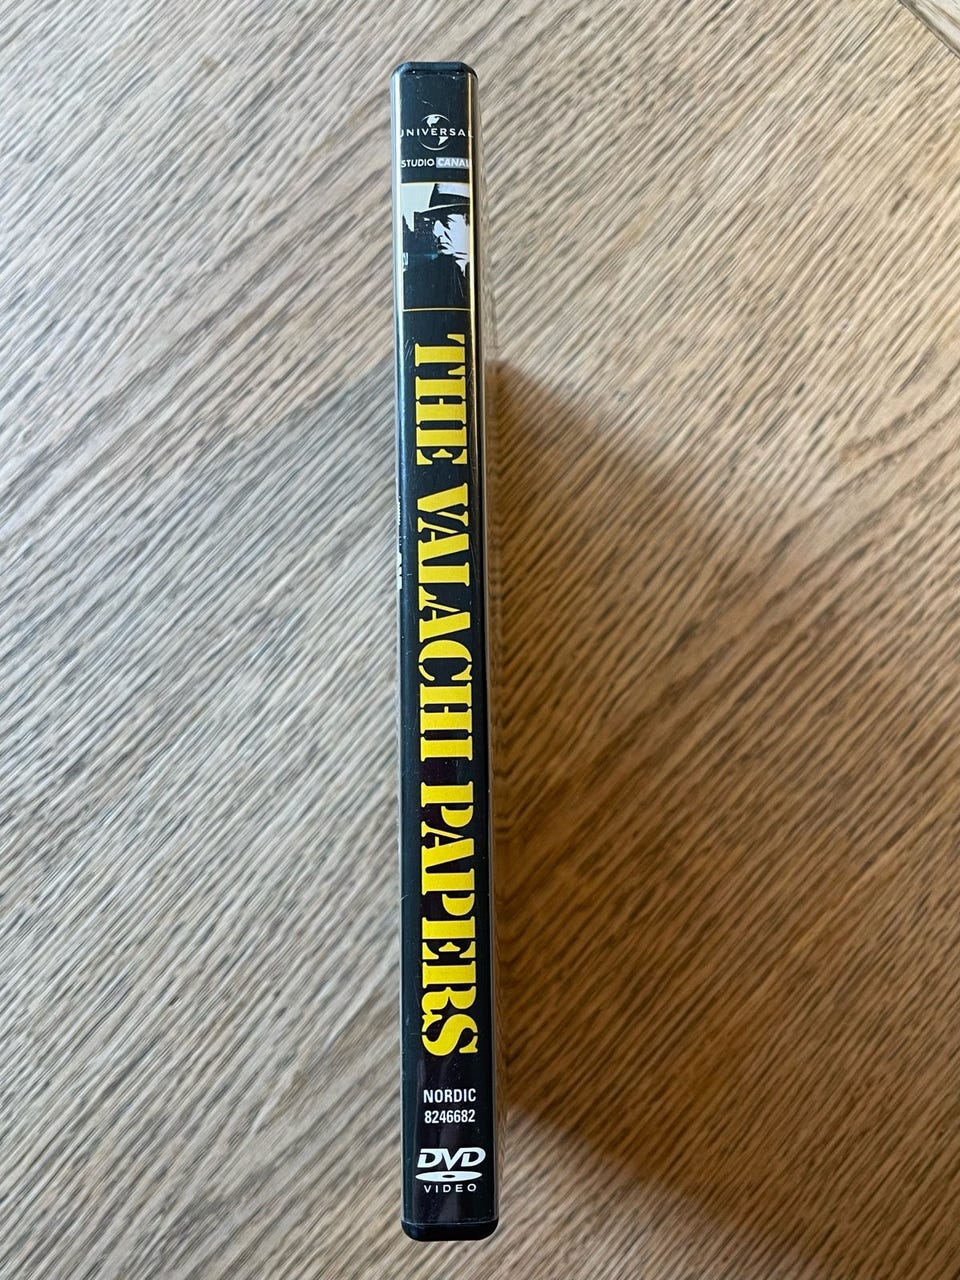 UNIVERSAL
STUDIO CANAL
THE VALACHI PAPERS
NORDIC
8246682
DVD
VIDEO